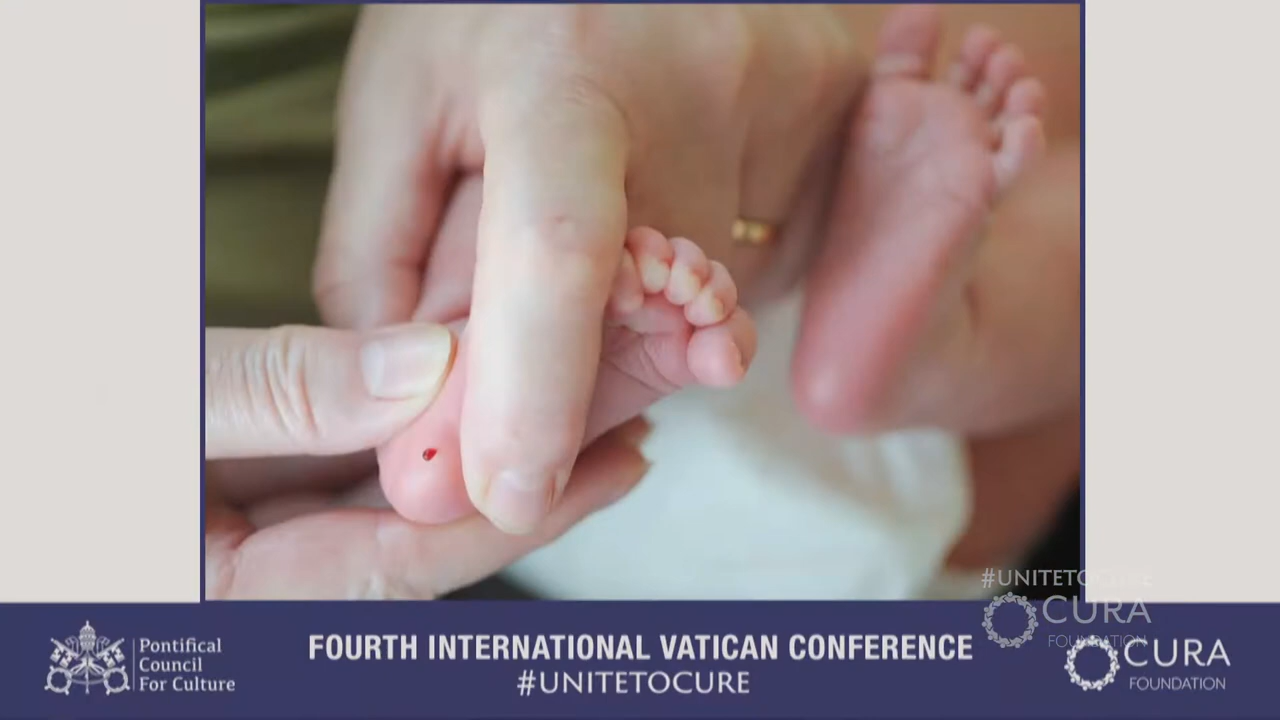 #UNITETOCURE
CURA
FOUNDATION
Pontifical
Council
For Culture
FOURTH INTERNATIONAL VATICAN CONFERENCE
#UNITETOCURE
CURA
FOUNDATION